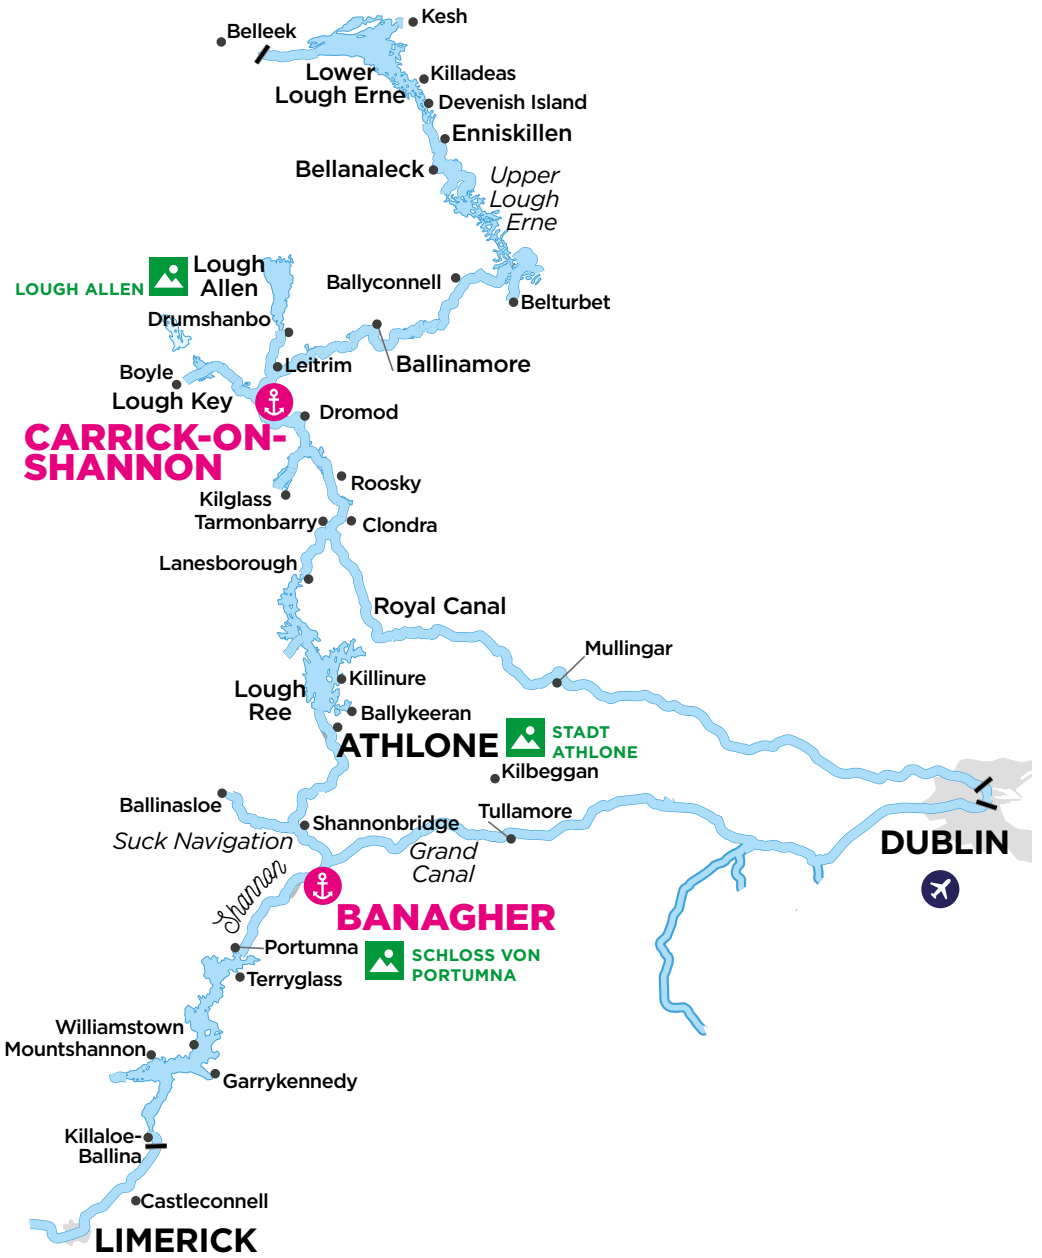 Kesh
Belleek
Lower
Lough Erne
Killadeas
Devenish Island
Enniskillen
Bellanaleck
Upper
Lough
Erne
Lough
Allen
LOUGH ALLEN
Ballyconnell
Belturbet
Drumshanbo
Leitrim
Ballinamore
Boyle
Lough Key
Dromod
CARRICK-ON-
SHANNON
Roosky
Kilglass
Tarmonbarry
Clondra
Lanesborough
Royal Canal
Mullingar
Killinure
Lough
Ree
Ballykeeran
ATHLONE
STADT
ATHLONE
Kilbeggan
Ballinasloe
Tullamore
Shannonbridge
Suck Navigation
Grand
Canal
DUBLIN
Shannon
BANAGHER
Portumna
SCHLOSS VON
PORTUMNA
Terryglass
Williamstown
Mountshannon
Garrykennedy
Killaloe-
Ballina
Castleconnell
LIMERICK